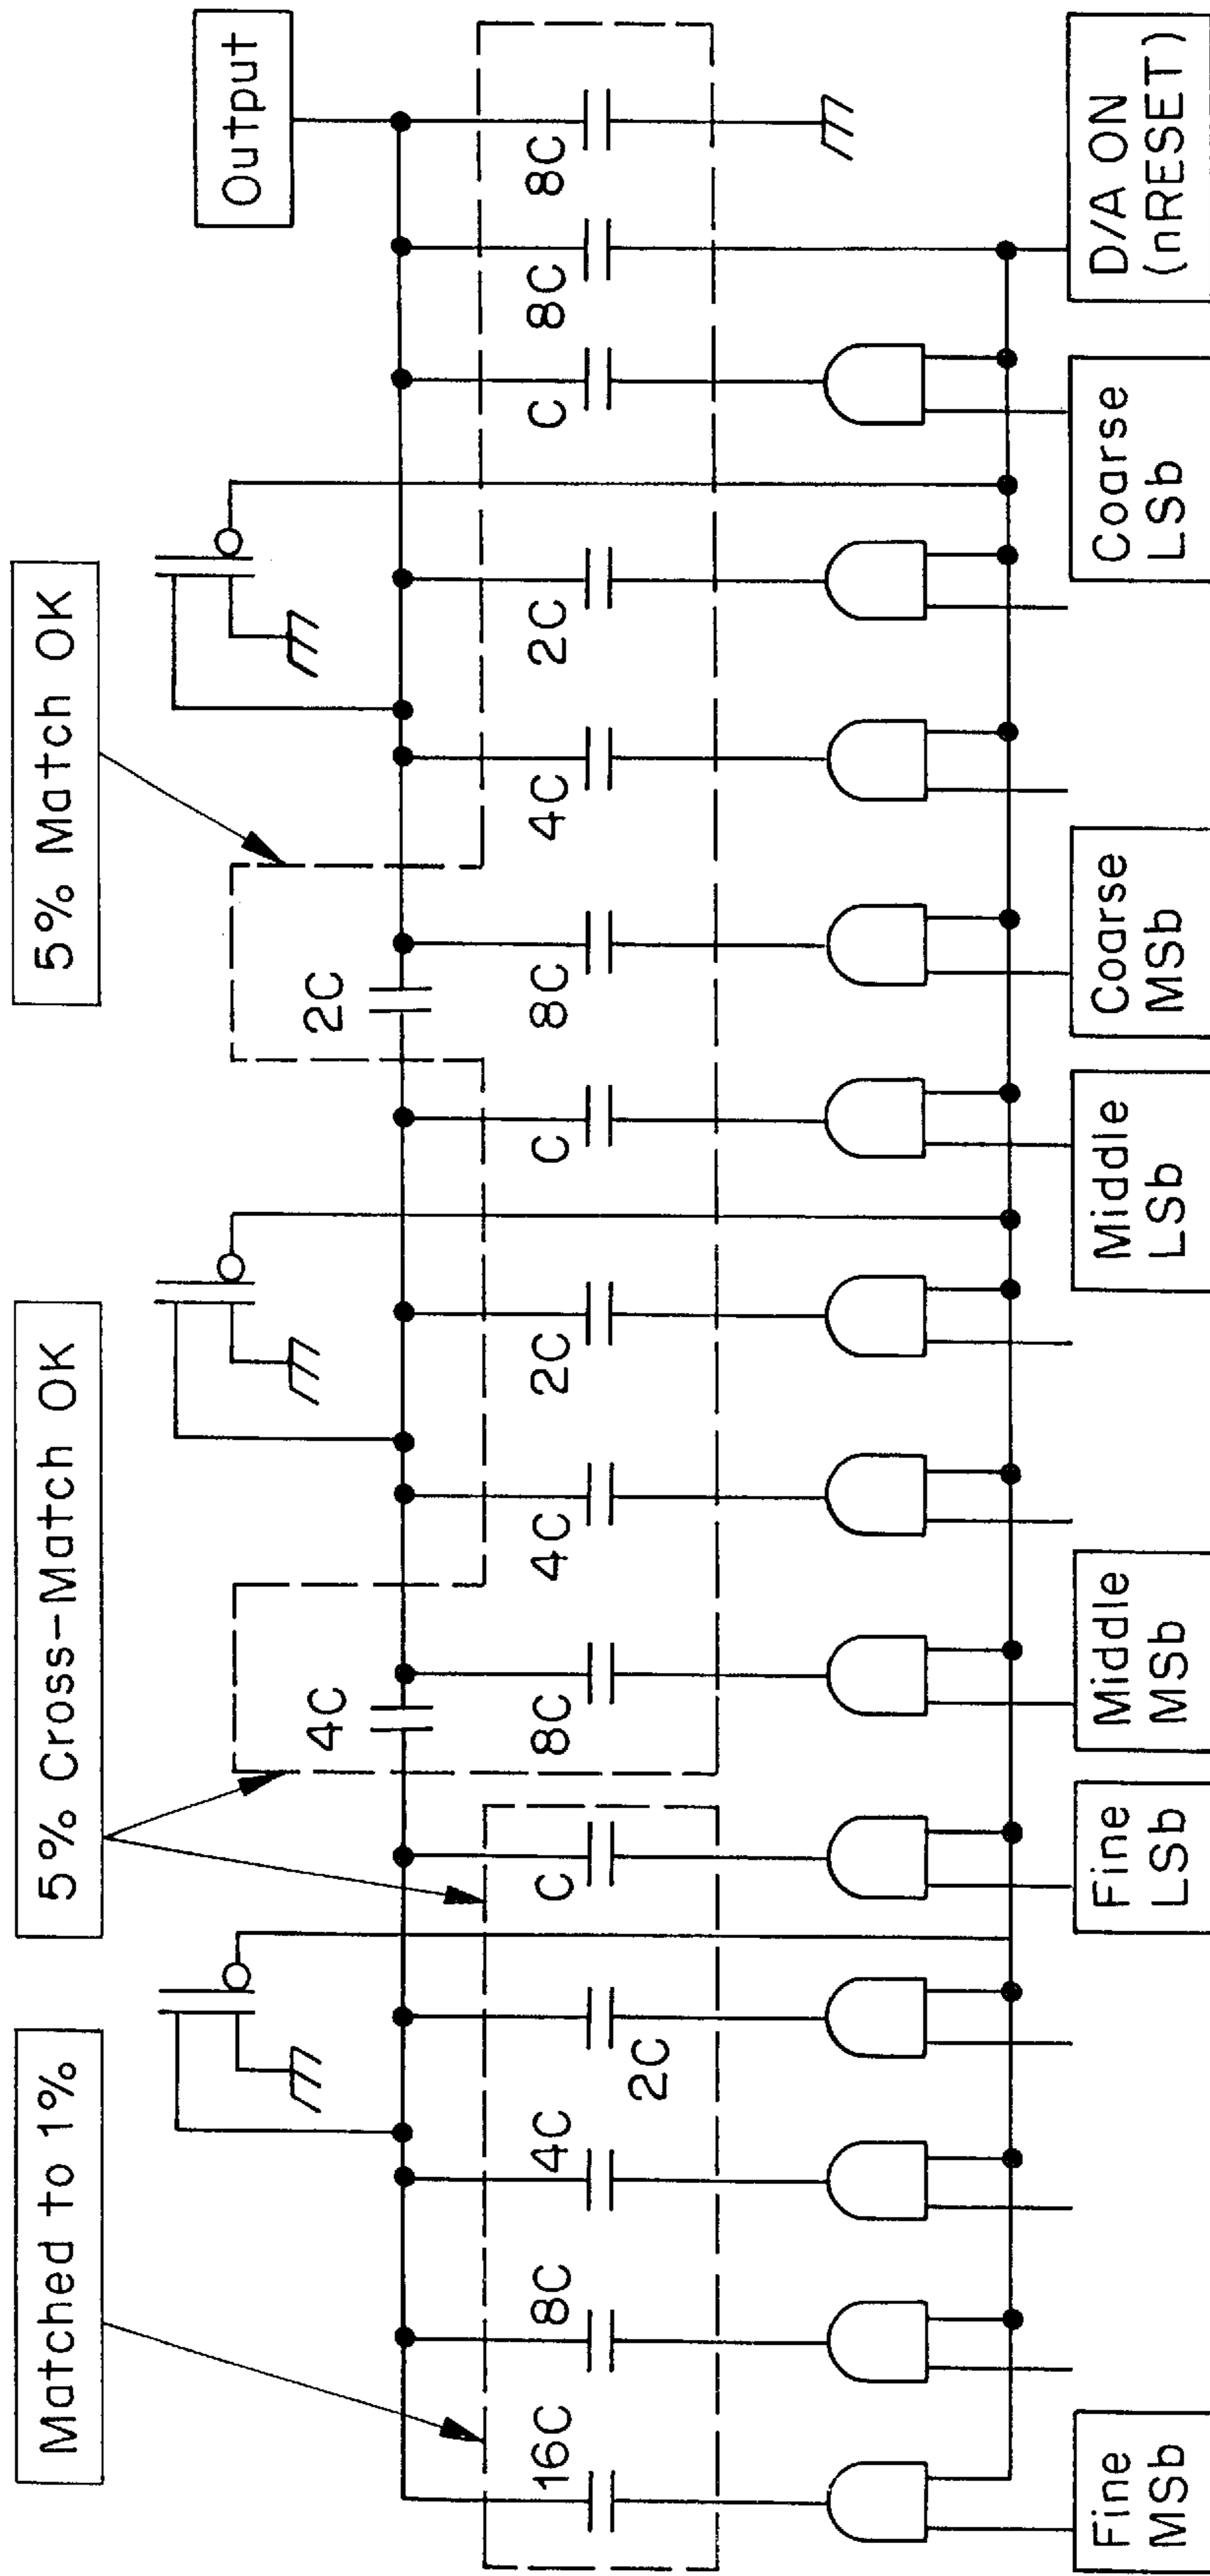 Matched to 1%
5% Cross-Match OK
5% Match OK
Output
4C
2C
16C
8C
4C
2C
C
8C
4C
2C
C
8C
4C
2C
C
8C
8C
Fine
MSb
Fine
LSb
Middle
MSb
Middle
LSb
Coarse
MSb
Coarse
LSb
D/A ON
(nRESET)